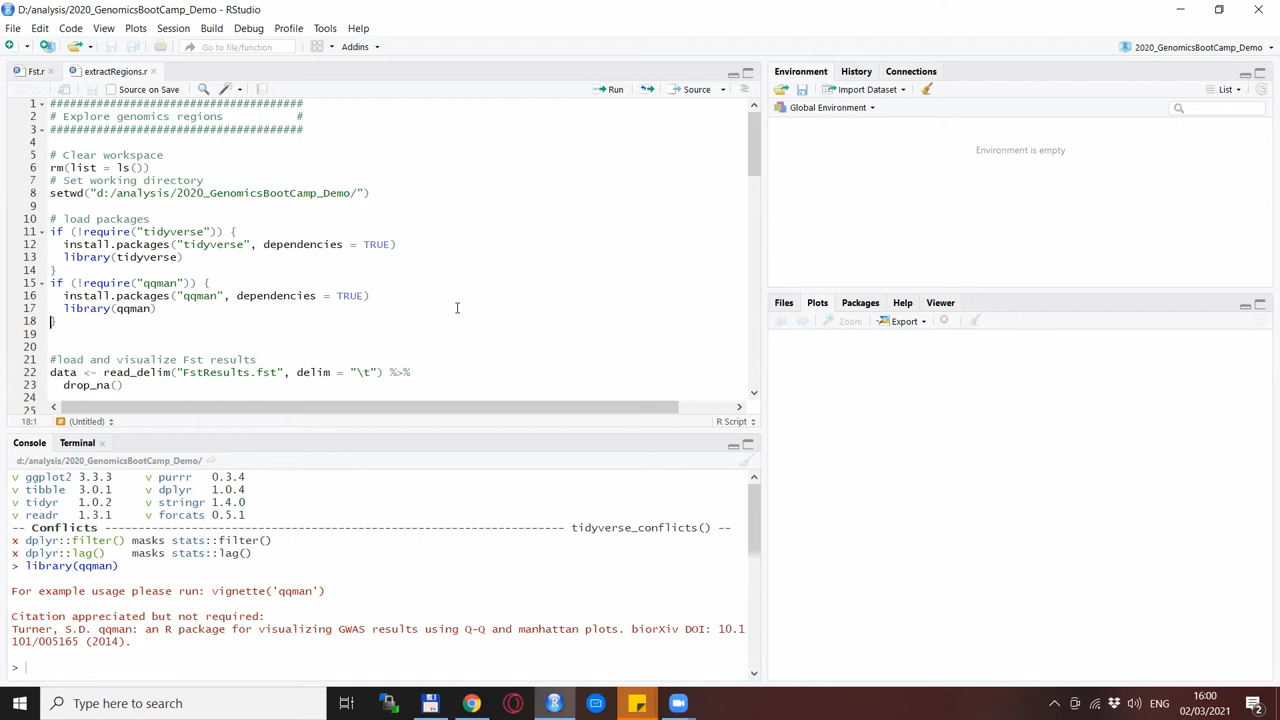 D:/analysis/2020_GenomicsBootCamp_Demo - RStudio
File Edit Code View Plots Session Build Debug Profile Tools Help
Go to file/function Addins 2020_GenomicsBootCamp_Demo
Fst.r extractRegions.r
Source on Save Run Source
1 ###################################
2 # Explore genomics regions #
3 ###################################
4
5 # Clear workspace
6 rm(list = ls())
7 # Set working directory
8 setwd("d:/analysis/2020_GenomicsBootCamp_Demo/")
9
10 # load packages
11 if (!require("tidyverse")) {
12 install.packages("tidyverse", dependencies = TRUE)
13 library(tidyverse)
14 }
15 if (!require("qqman")) {
16 install.packages("qqman", dependencies = TRUE)
17 library(qqman)
18 }
19
20
21 #load and visualize Fst results
22 data <- read_delim("FstResults.fst", delim = "\t") %>%
23 drop_na()
24
25
18:1 (Untitled) R Script
Console Terminal
d:/analysis/2020_GenomicsBootCamp_Demo/
v ggplot2 3.3.3 v purrr 0.3.4
v tibble 3.0.1 v dplyr 1.0.4
v tidyr 1.0.2 v stringr 1.4.0
v readr 1.3.1 v forcats 0.5.1
-- Conflicts ---------------------------------------------------------- tidyverse_conflicts() --
x dplyr::filter() masks stats::filter()
x dplyr::lag() masks stats::lag()
> library(qqman)
For example usage please run: vignette('qqman')
Citation appreciated but not required:
Turner, S.D. qqman: an R package for visualizing GWAS results using Q-Q and manhattan plots. biorXiv DOI: 10.1
101/005165 (2014).
>
Environment History Connections
Import Dataset List
Global Environment
Environment is empty
Files Plots Packages Help Viewer
Zoom Export
Type here to search
ENG
16:00
02/03/2021
2